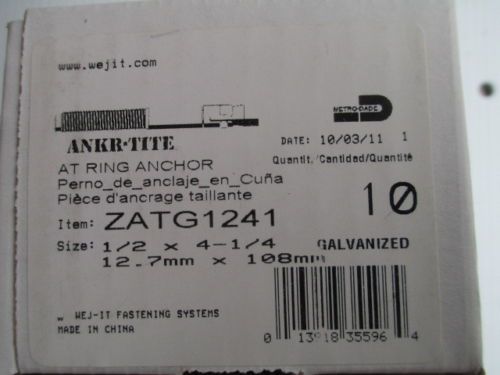 www.wejit.com
METRO-DADE
ANKR-TITE
DATE: 10/03/11 1
AT RING ANCHOR
Quantit./Cantidad/Quantité
Perno_de_anclaje_en_Cuña
10
Pièce d'ancrage taillante
Item: ZATG1241
Size: 1/2 x 4-1/4
GALVANIZED
12.7mm x 108mm
WEJ-IT FASTENING SYSTEMS
MADE IN CHINA
0 13918 35596 4